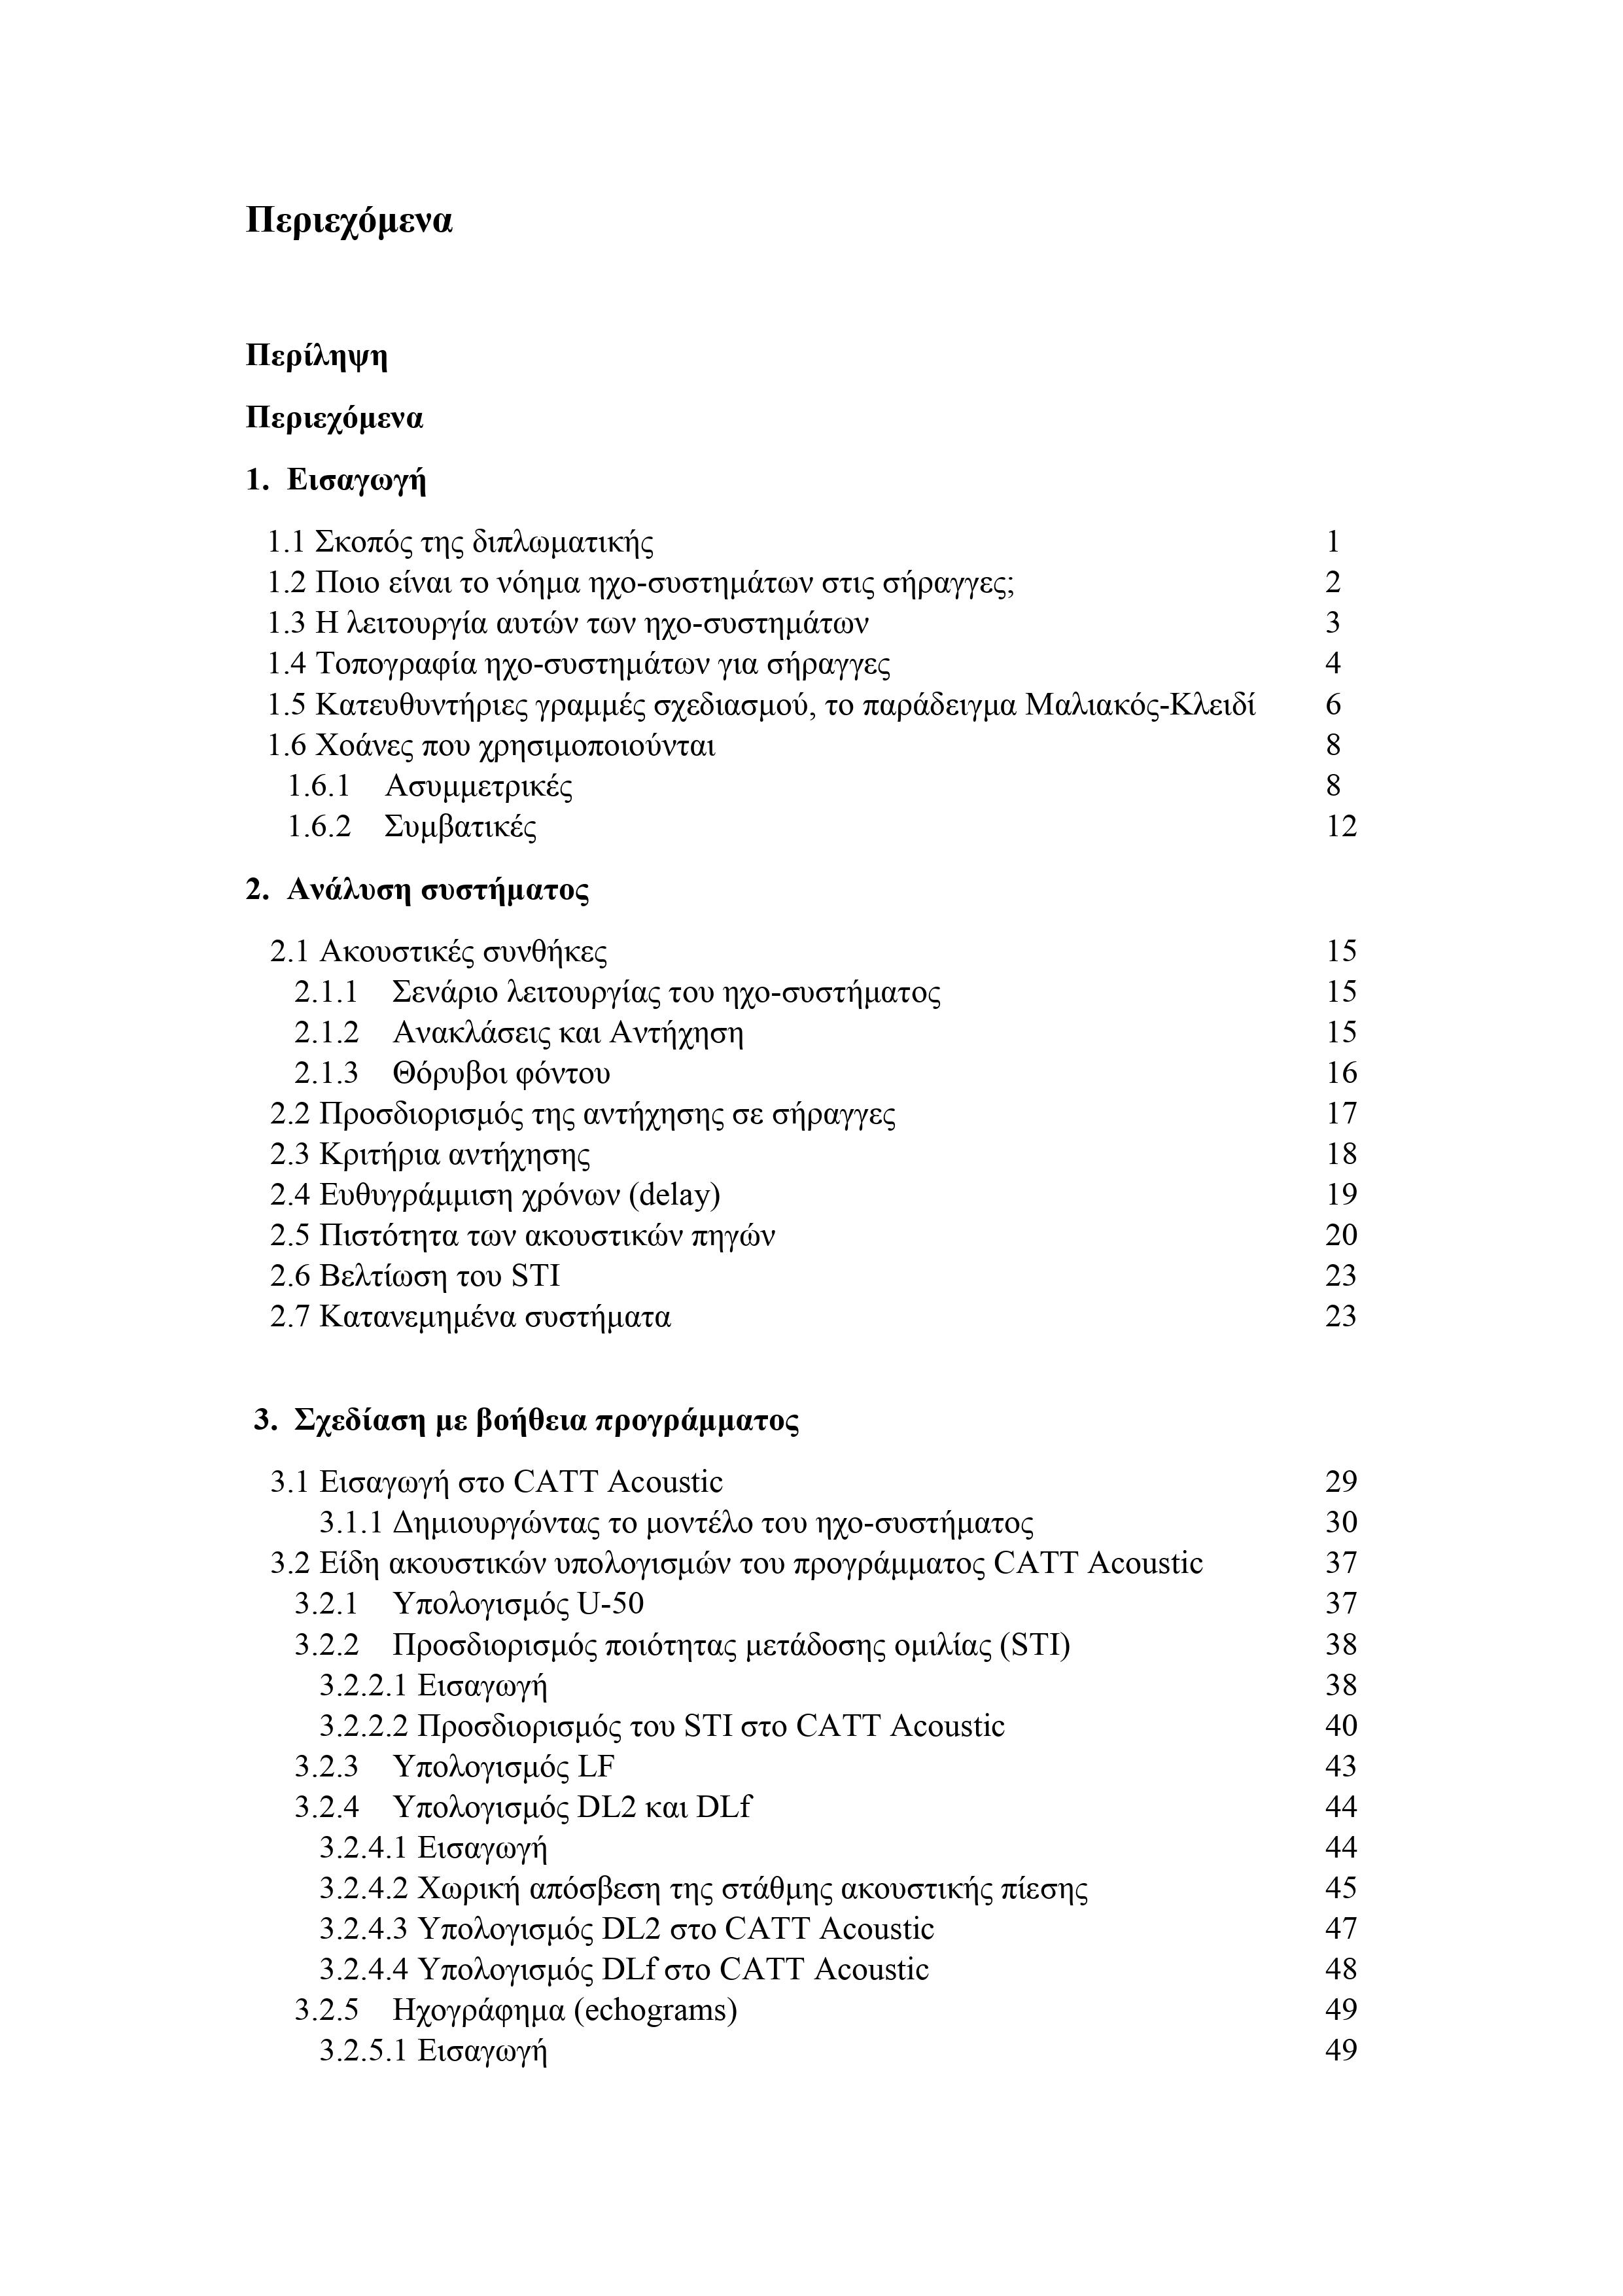 Περιεχόμενα
Περίληψη
Περιεχόμενα
1. Εισαγωγή
1.1 Σκοπός της διπλωματικής 1
1.2 Ποιο είναι το νόημα ηχο-συστημάτων στις σήραγγες; 2
1.3 Η λειτουργία αυτών των ηχο-συστημάτων 3
1.4 Τοπογραφία ηχο-συστημάτων για σήραγγες 4
1.5 Κατευθυντήριες γραμμές σχεδιασμού, το παράδειγμα Μαλιακός-Κλειδί 6
1.6 Χοάνες που χρησιμοποιούνται 8
1.6.1 Ασυμμετρικές 8
1.6.2 Συμβατικές 12
2. Ανάλυση συστήματος
2.1 Ακουστικές συνθήκες 15
2.1.1 Σενάριο λειτουργίας του ηχο-συστήματος 15
2.1.2 Ανακλάσεις και Αντήχηση 15
2.1.3 Θόρυβοι φόντου 16
2.2 Προσδιορισμός της αντήχησης σε σήραγγες 17
2.3 Κριτήρια αντήχησης 18
2.4 Ευθυγράμμιση χρόνων (delay) 19
2.5 Πιστότητα των ακουστικών πηγών 20
2.6 Βελτίωση του STI 23
2.7 Κατανεμημένα συστήματα 23
3. Σχεδίαση με βοήθεια προγράμματος
3.1 Εισαγωγή στο CATT Acoustic 29
3.1.1 Δημιουργώντας το μοντέλο του ηχο-συστήματος 30
3.2 Είδη ακουστικών υπολογισμών του προγράμματος CATT Acoustic 37
3.2.1 Υπολογισμός U-50 37
3.2.2 Προσδιορισμός ποιότητας μετάδοσης ομιλίας (STI) 38
3.2.2.1 Εισαγωγή 38
3.2.2.2 Προσδιορισμός του STI στο CATT Acoustic 40
3.2.3 Υπολογισμός LF 43
3.2.4 Υπολογισμός DL2 και DLf 44
3.2.4.1 Εισαγωγή 44
3.2.4.2 Χωρική απόσβεση της στάθμης ακουστικής πίεσης 45
3.2.4.3 Υπολογισμός DL2 στο CATT Acoustic 47
3.2.4.4 Υπολογισμός DLf στο CATT Acoustic 48
3.2.5 Ηχογράφημα (echograms) 49
3.2.5.1 Εισαγωγή 49